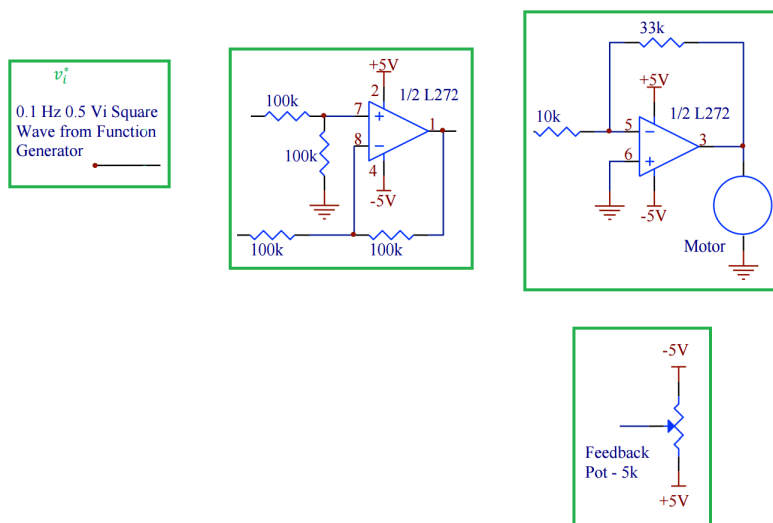 v_i^*
0.1 Hz 0.5 Vi Square
Wave from Function
Generator
+5V
2
1/2 L272
100k
7
+
1
100k
8
−
4
-5V
100k
100k
33k
+5V
1/2 L272
10k
5
−
3
6
+
-5V
Motor
-5V
Feedback
Pot - 5k
+5V